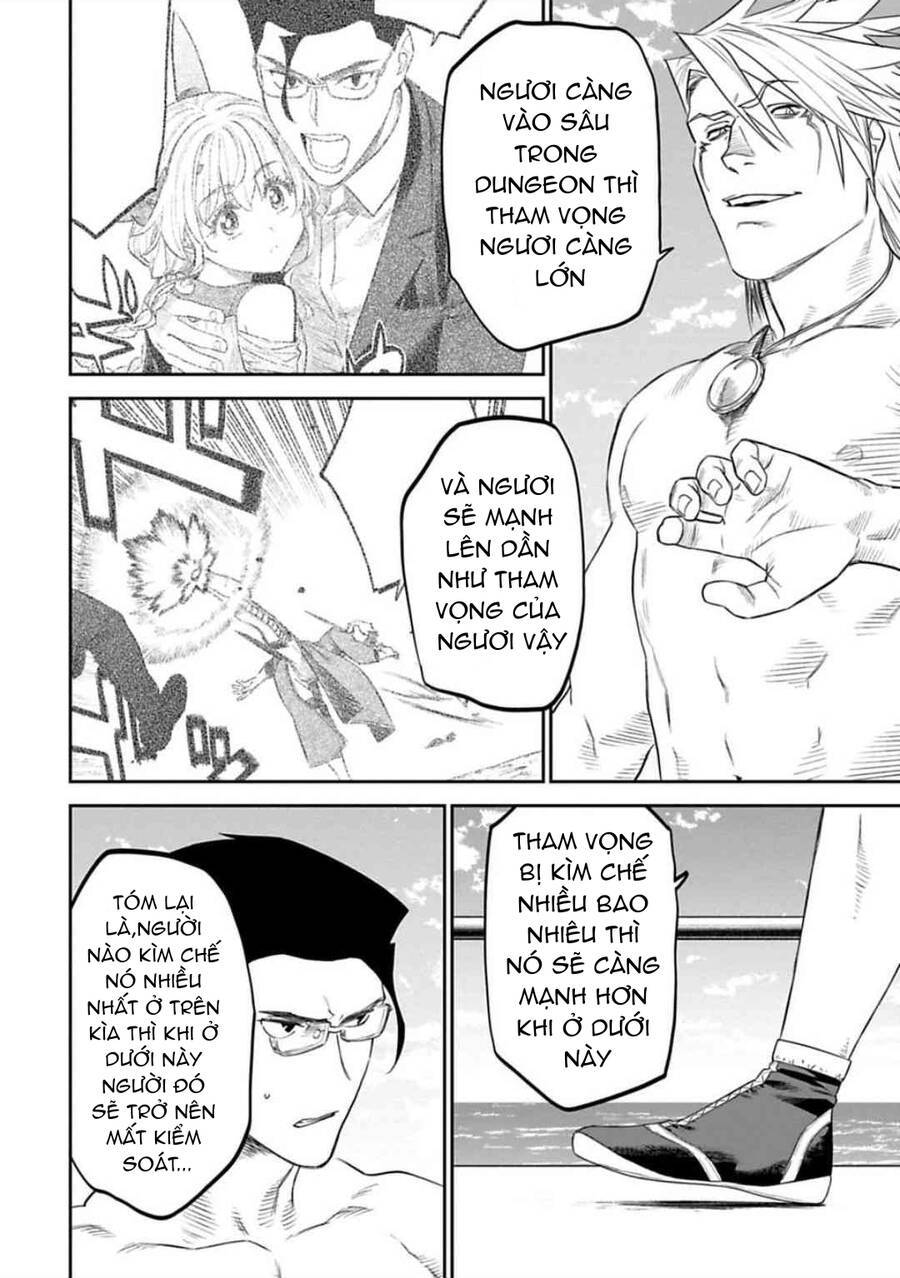 NGƯƠI CÀNG
VÀO SÂU
TRONG
DUNGEON THÌ
THAM VỌNG
NGƯƠI CÀNG
LỚN
VÀ NGƯƠI
SẼ MẠNH
LÊN DẦN
NHƯ THAM
VỌNG CỦA
NGƯƠI VẬY
THAM VỌNG
BỊ KÌM CHẾ
NHIỀU BAO
NHIÊU THÌ
NÓ SẼ CÀNG
MẠNH HƠN
KHI Ở DƯỚI
NÀY
TÓM LẠI
LÀ,NGƯỜI
NÀO KÌM CHẾ
NÓ NHIỀU
NHẤT Ở TRÊN
KÌA THÌ KHI Ở
DƯỚI NÀY
NGƯỜI ĐÓ
SẼ TRỞ NÊN
MẤT KIỂM
SOÁT...